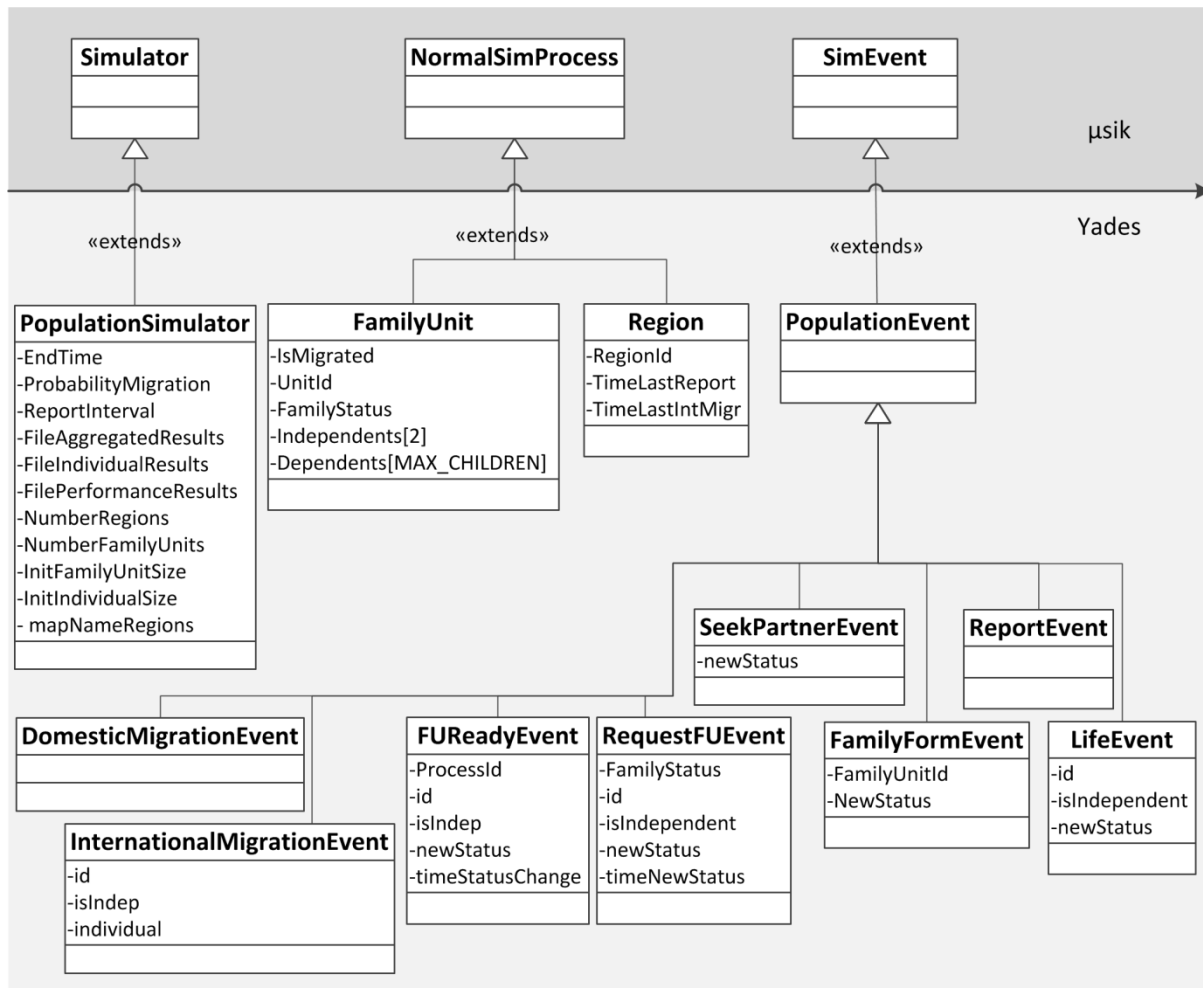 Simulator
NormalSimProcess
SimEvent
µsik
Yades
«extends»
«extends»
«extends»
PopulationSimulator
-EndTime
-ProbabilityMigration
-ReportInterval
-FileAggregatedResults
-FileIndividualResults
-FilePerformanceResults
-NumberRegions
-NumberFamilyUnits
-InitFamilyUnitSize
-InitIndividualSize
- mapNameRegions
FamilyUnit
-IsMigrated
-UnitId
-FamilyStatus
-Independents[2]
-Dependents[MAX_CHILDREN]
Region
-RegionId
-TimeLastReport
-TimeLastIntMigr
PopulationEvent
SeekPartnerEvent
-newStatus
ReportEvent
DomesticMigrationEvent
InternationalMigrationEvent
-id
-isIndep
-individual
FUReadyEvent
-ProcessId
-id
-isIndep
-newStatus
-timeStatusChange
RequestFUEvent
-FamilyStatus
-id
-isIndependent
-newStatus
-timeNewStatus
FamilyFormEvent
-FamilyUnitId
-NewStatus
LifeEvent
-id
-isIndependent
-newStatus